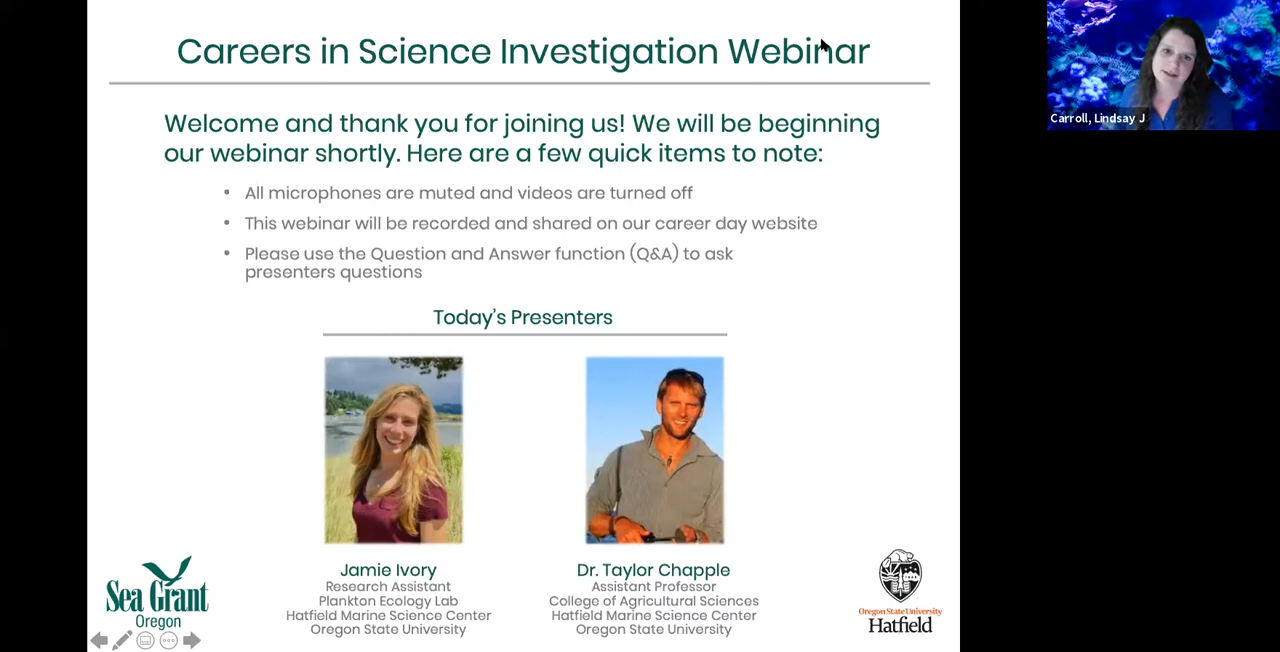 Careers in Science Investigation Webinar
Carroll, Lindsay J
Welcome and thank you for joining us! We will be beginning
our webinar shortly. Here are a few quick items to note:
• All microphones are muted and videos are turned off
• This webinar will be recorded and shared on our career day website
• Please use the Question and Answer function (Q&A) to ask
presenters questions
Today's Presenters
Jamie Ivory
Research Assistant
Plankton Ecology Lab
Hatfield Marine Science Center
Oregon State University
Dr. Taylor Chapple
Assistant Professor
College of Agricultural Sciences
Hatfield Marine Science Center
Oregon State University
Sea Grant
Oregon
Oregon State University
Hatfield